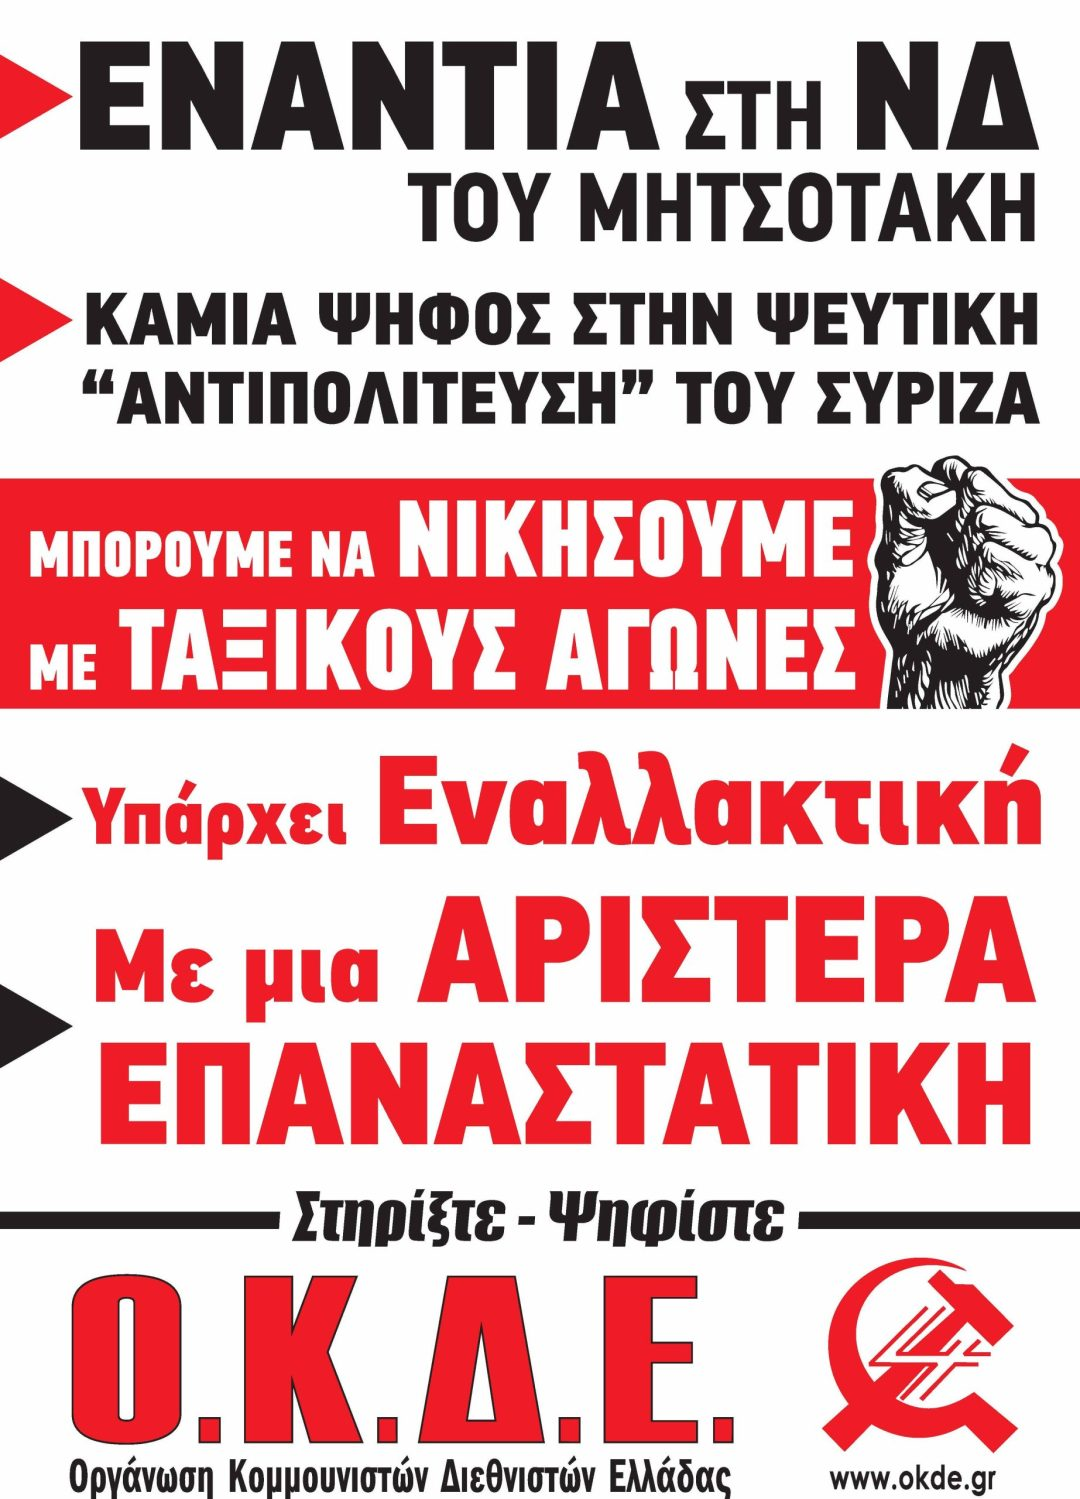 ΕΝΑΝΤΙΑ ΣΤΗ ΝΔ
ΤΟΥ ΜΗΤΣΟΤΑΚΗ
ΚΑΜΙΑ ΨΗΦΟΣ ΣΤΗΝ ΨΕΥΤΙΚΗ
“ΑΝΤΙΠΟΛΙΤΕΥΣΗ” ΤΟΥ ΣΥΡΙΖΑ
ΜΠΟΡΟΥΜΕ ΝΑ ΝΙΚΗΣΟΥΜΕ
ΜΕ ΤΑΞΙΚΟΥΣ ΑΓΩΝΕΣ
Υπάρχει Εναλλακτική
Με μια ΑΡΙΣΤΕΡΑ
ΕΠΑΝΑΣΤΑΤΙΚΗ
Στηρίξτε - Ψηφίστε
Ο.Κ.Δ.Ε.
Οργάνωση Κομμουνιστών Διεθνιστών Ελλάδας
4
www.okde.gr